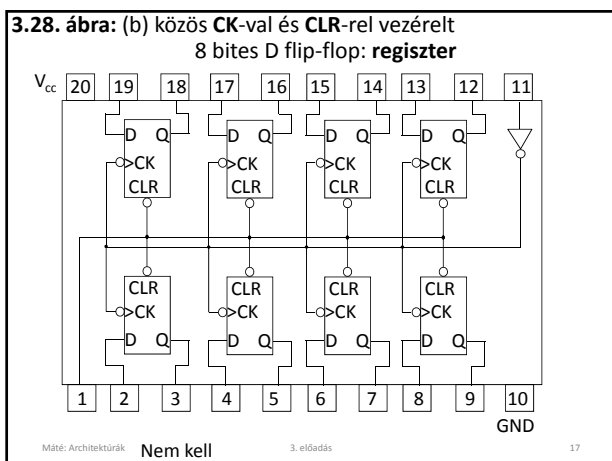 3.28. ábra: (b) közös CK-val és CLR-rel vezérelt
8 bites D flip-flop: regiszter
Vcc 20 19 18 17 16 15 14 13 12 11
D Q D Q D Q D Q
>CK >CK >CK >CK
CLR CLR CLR CLR
CLR CLR CLR CLR
>CK >CK >CK >CK
D Q D Q D Q D Q
1 2 3 4 5 6 7 8 9 10
GND
Máté: Architektúrák Nem kell 3. előadás 17